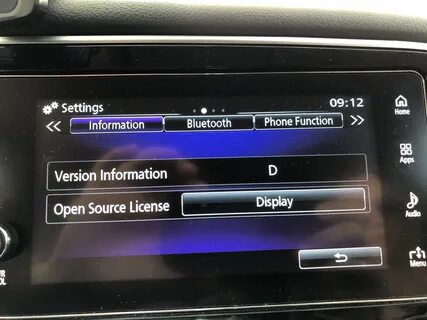 Settings
09:12
<< Information Bluetooth Phone Function >>
Home
Version Information D
Apps
Open Source License Display
Audio
Menu